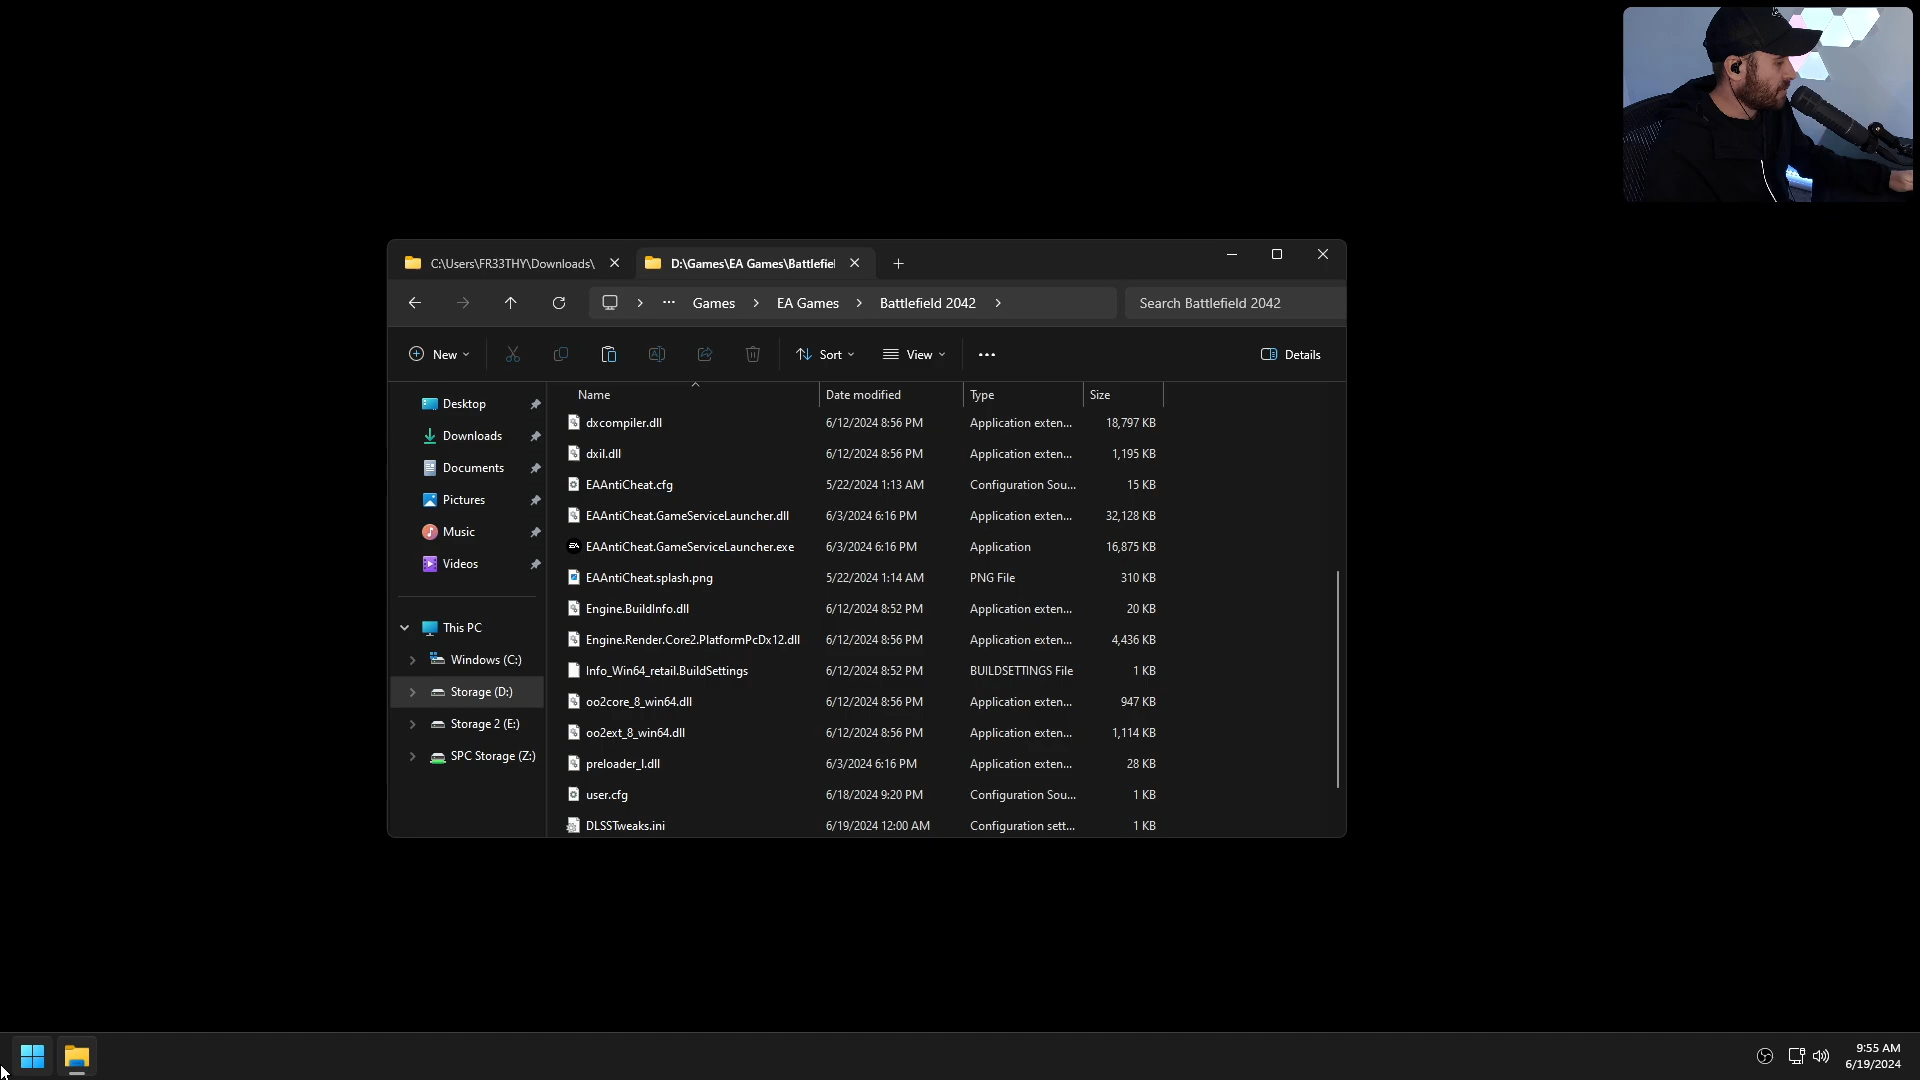 C:\Users\FR33THY\Downloads\
D:\Games\EA Games\Battlefiel
Games
EA Games
Battlefield 2042
Search Battlefield 2042
New
Sort
View
Details
Desktop
Downloads
Documents
Pictures
Music
Videos
This PC
Windows (C:)
Storage (D:)
Storage 2 (E:)
SPC Storage (Z:)
Name Date modified Type Size
dxcompiler.dll 6/12/2024 8:56 PM Application exten... 18,797 KB
dxil.dll 6/12/2024 8:56 PM Application exten... 1,195 KB
EAAntiCheat.cfg 5/22/2024 1:13 AM Configuration Sou... 15 KB
EAAntiCheat.GameServiceLauncher.dll 6/3/2024 6:16 PM Application exten... 32,128 KB
EAAntiCheat.GameServiceLauncher.exe 6/3/2024 6:16 PM Application 16,875 KB
EAAntiCheat.splash.png 5/22/2024 1:14 AM PNG File 310 KB
Engine.BuildInfo.dll 6/12/2024 8:52 PM Application exten... 20 KB
Engine.Render.Core2.PlatformPcDx12.dll 6/12/2024 8:56 PM Application exten... 4,436 KB
Info_Win64_retail.BuildSettings 6/12/2024 8:52 PM BUILDSETTINGS File 1 KB
oo2core_8_win64.dll 6/12/2024 8:56 PM Application exten... 947 KB
oo2ext_8_win64.dll 6/12/2024 8:56 PM Application exten... 1,114 KB
preloader_l.dll 6/3/2024 6:16 PM Application exten... 28 KB
user.cfg 6/18/2024 9:20 PM Configuration Sou... 1 KB
DLSSTweaks.ini 6/19/2024 12:00 AM Configuration sett... 1 KB
9:55 AM
6/19/2024